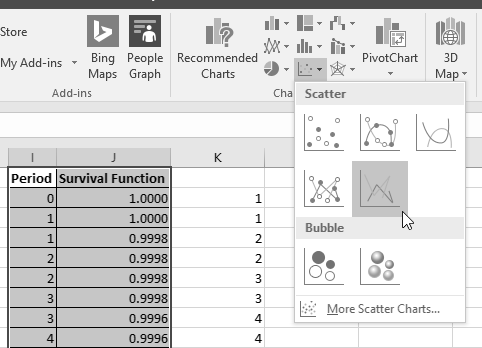 Store
My Add-ins
Bing Maps
People Graph
Add-ins
Recommended Charts
PivotChart
3D Map
Cha
Scatter
Bubble
More Scatter Charts...
I J K
Period Survival Function
0 1.0000 1
1 1.0000 1
1 0.9998 2
2 0.9998 2
2 0.9998 3
3 0.9998 3
3 0.9996 4
4 0.9996 4